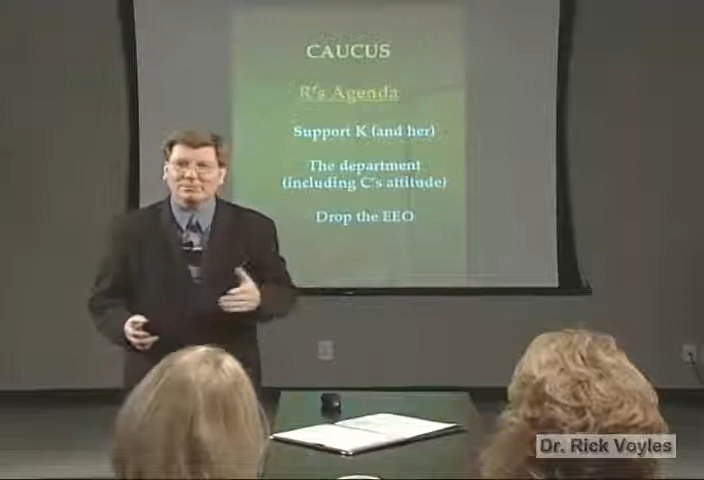 CAUCUS
R's Agenda
Support K (and her)
The department
(including C's attitude)
Drop the EEO
Dr. Rick Voyles